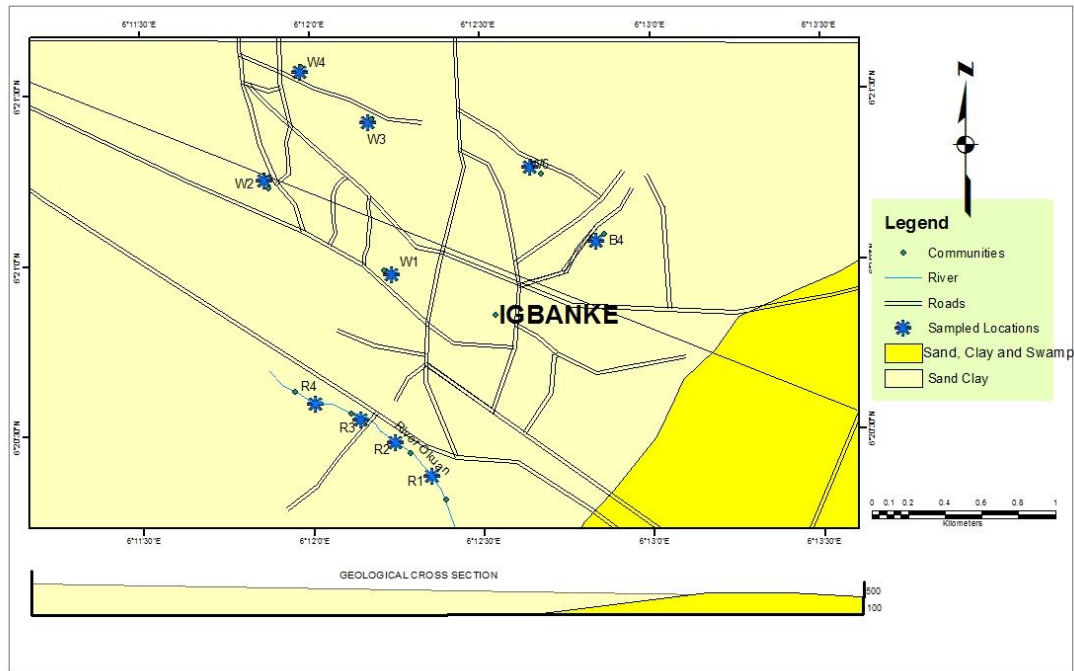 6°11'30"E 6°12'0"E 6°12'30"E 6°13'0"E 6°13'30"E
6°21'30"N 6°21'30"N
W4
W3
W2
B4
W1
6°21'0"N 6°21'0"N
IGBANKE
R4
R3
R2
R1
River Okuan
6°20'30"N 6°20'30"N
6°11'30"E 6°12'0"E 6°12'30"E 6°13'0"E 6°13'30"E
N
Legend
Communities
River
Roads
Sampled Locations
Sand, Clay and Swamp
Sand Clay
0 0.1 0.2 0.4 0.6 0.8 1
Kilometers
GEOLOGICAL CROSS SECTION
500
100